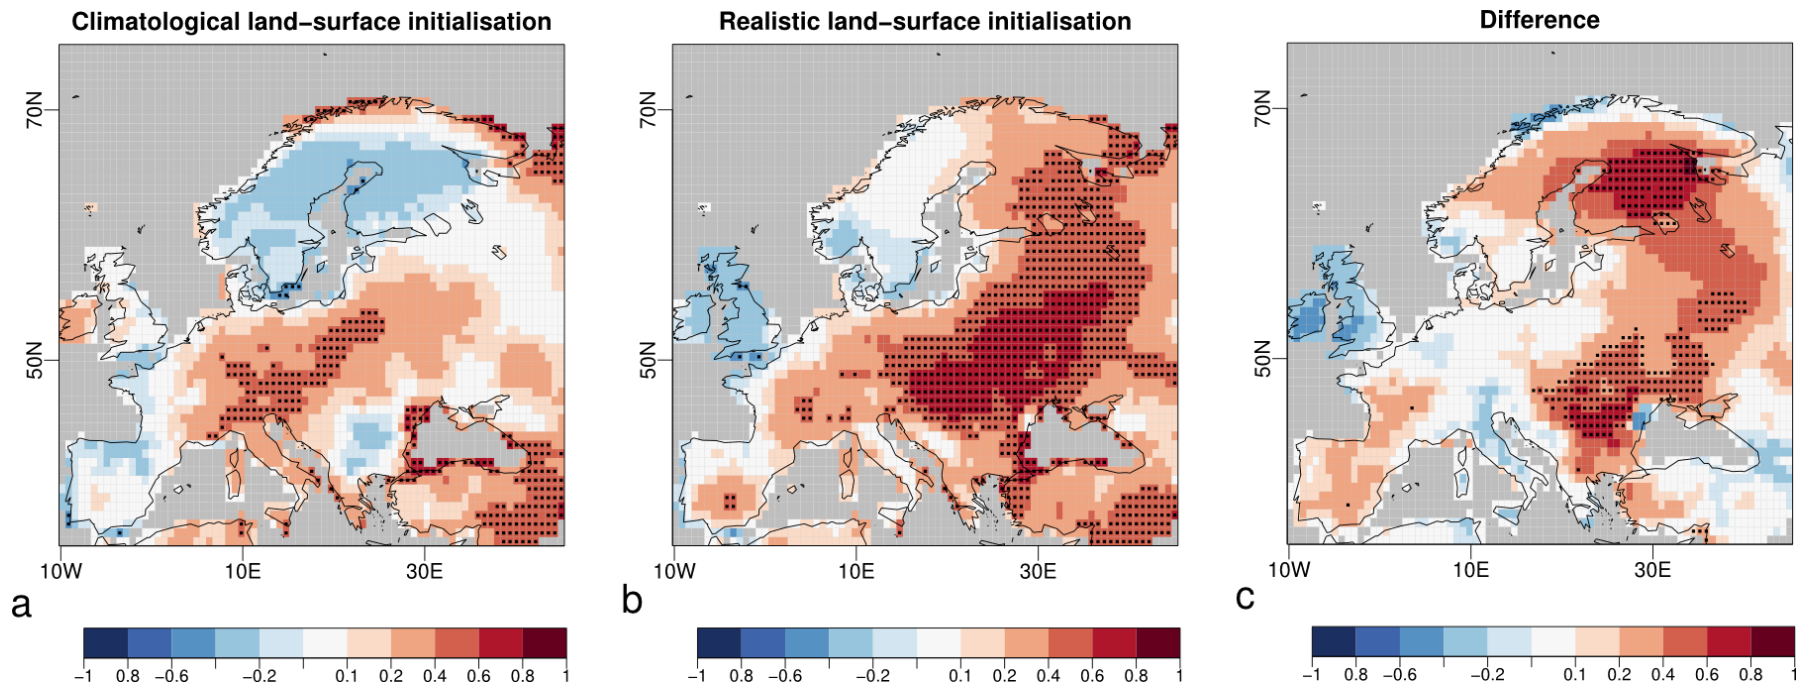 Climatological land−surface initialisation
Realistic land−surface initialisation
Difference
70N
50N
10W
10E
30E
70N
50N
10W
10E
30E
70N
50N
10W
10E
30E
a
b
c
−1 0.8 −0.6 −0.2 0.1 0.2 0.4 0.6 0.8 1
−1 0.8 −0.6 −0.2 0.1 0.2 0.4 0.6 0.8 1
−1 0.8 −0.6 −0.2 0.1 0.2 0.4 0.6 0.8 1